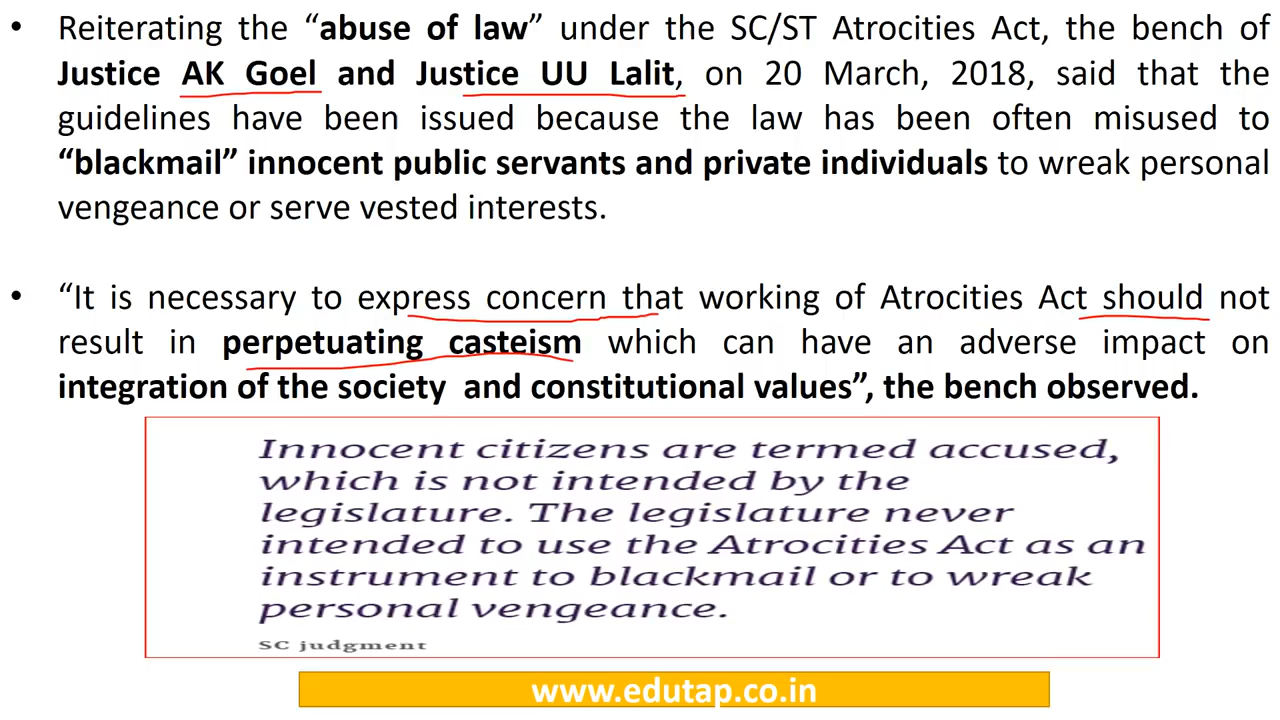 • Reiterating the “abuse of law” under the SC/ST Atrocities Act, the bench of
Justice AK Goel and Justice UU Lalit, on 20 March, 2018, said that the
guidelines have been issued because the law has been often misused to
“blackmail” innocent public servants and private individuals to wreak personal
vengeance or serve vested interests.
• “It is necessary to express concern that working of Atrocities Act should not
result in perpetuating casteism which can have an adverse impact on
integration of the society and constitutional values”, the bench observed.
Innocent citizens are termed accused,
which is not intended by the
legislature. The legislature never
intended to use the Atrocities Act as an
instrument to blackmail or to wreak
personal vengeance.
SC judgment
www.edutap.co.in